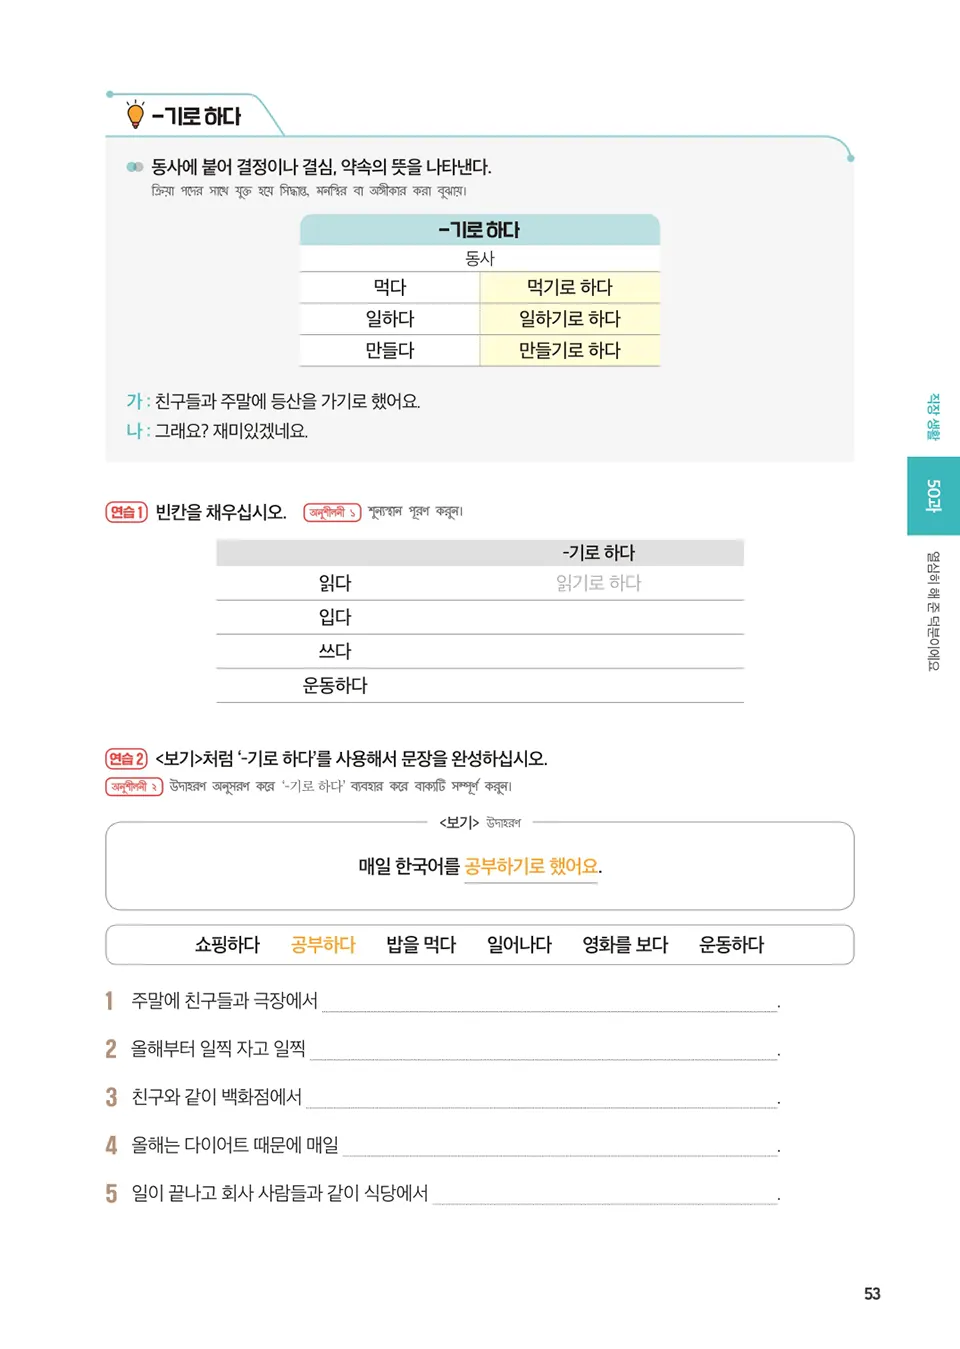 -기로 하다
동사에 붙어 결정이나 결심, 약속의 뜻을 나타낸다.
ক্রিয়া পদের সাথে যুক্ত হয়ে সিদ্ধান্ত, মনস্থির বা অঙ্গীকার করা বুঝায়।
-기로 하다
동사
먹다 먹기로 하다
일하다 일하기로 하다
만들다 만들기로 하다
가 : 친구들과 주말에 등산을 가기로 했어요.
나 : 그래요? 재미있겠네요.
직장 생활
50과
열심히 해 준 덕분이에요
연습 1 빈칸을 채우십시오. অনুশীলনী ১ শূন্যস্থান পূরণ করুন।
-기로 하다
읽다 읽기로 하다
입다
쓰다
운동하다
연습 2 <보기>처럼 ‘-기로 하다’를 사용해서 문장을 완성하십시오.
অনুশীলনী ২ উদাহরণ অনুসরণ করে ‘-기로 하다’ ব্যবহার করে বাক্যটি সম্পূর্ণ করুন।
<보기> উদাহরণ
매일 한국어를 공부하기로 했어요.
쇼핑하다 공부하다 밥을 먹다 일어나다 영화를 보다 운동하다
1 주말에 친구들과 극장에서 .
2 올해부터 일찍 자고 일찍 .
3 친구와 같이 백화점에서 .
4 올해는 다이어트 때문에 매일 .
5 일이 끝나고 회사 사람들과 같이 식당에서 .
53